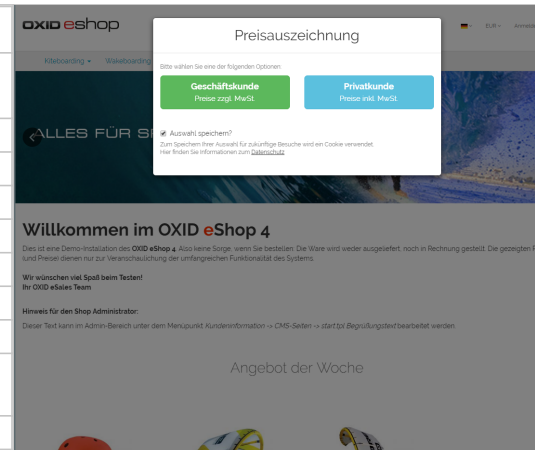 OXID eshop
EUR
Kiteboarding
Wakeboarding
Preisauszeichnung
Bitte wählen Sie eine der folgenden Optionen:
Geschäftskunde
Preise zzgl. MwSt.
Privatkunde
Preise inkl. MwSt.
Auswahl speichern?
Zum Speichern Ihrer Auswahl für zukünftige Besuche wird ein Cookie verwendet.
Hier finden Sie Informationen zum Datenschutz
ALLES FÜR
Willkommen im OXID eShop 4
Dies ist eine Demo-Installation des OXID eShop 4. Also keine Sorge, wenn Sie bestellen: Die Ware wird weder ausgeliefert, noch in Rechnung gestellt. Die gezeigten
(und Preise) dienen nur zur Veranschaulichung der umfangreichen Funktionalität des Systems.
Wir wünschen viel Spaß beim Testen!
Ihr OXID eSales Team
Hinweis für den Shop Administrator:
Dieser Text kann im Admin-Bereich unter dem Menüpunkt Kundeninformation -> CMS-Seiten -> start.tpl Begrüßungstext bearbeitet werden.
Angebot der Woche